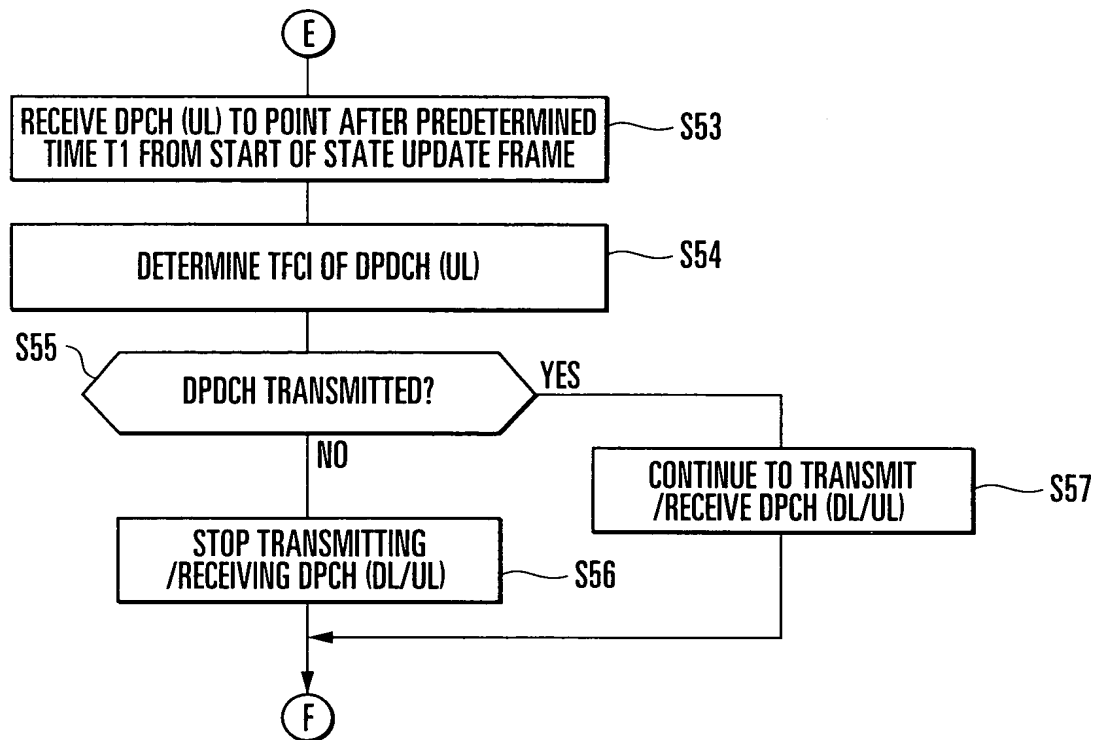 E
RECEIVE DPCH (UL) TO POINT AFTER PREDETERMINED
TIME T1 FROM START OF STATE UPDATE FRAME
S53
DETERMINE TFCI OF DPDCH (UL)
S54
S55
DPDCH TRANSMITTED?
YES
NO
CONTINUE TO TRANSMIT
/RECEIVE DPCH (DL/UL)
S57
STOP TRANSMITTING
/RECEIVING DPCH (DL/UL)
S56
F